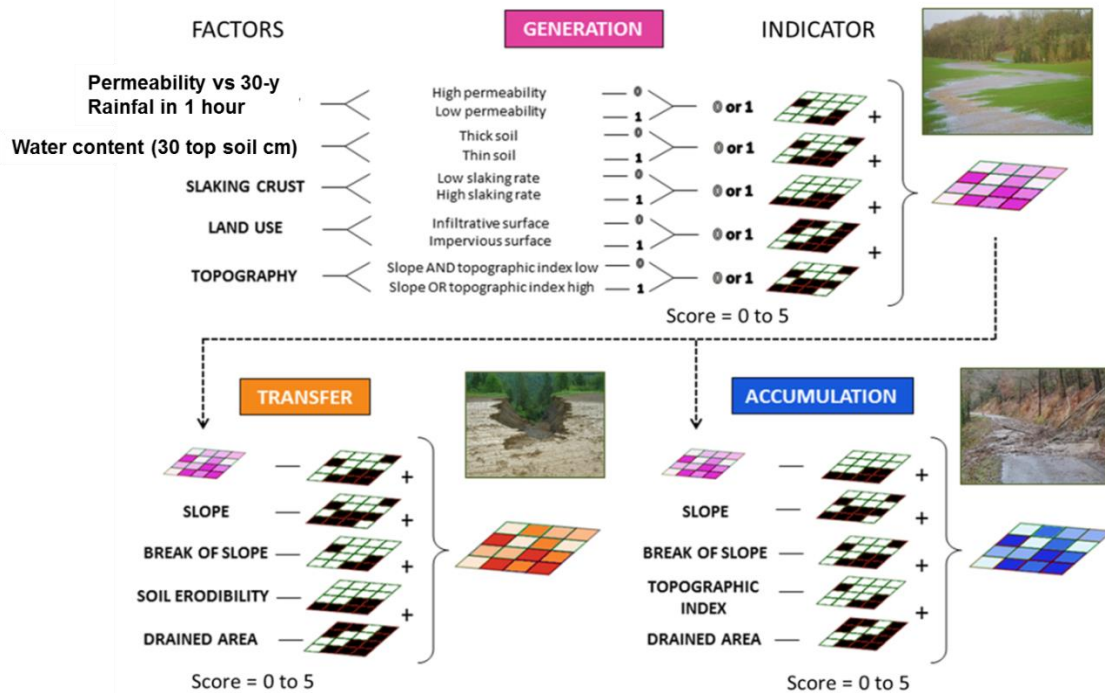 FACTORS
GENERATION
INDICATOR
Permeability vs 30-y
Rainfal in 1 hour
High permeability
0
Low permeability
1
0 or 1
+
Water content (30 top soil cm)
Thick soil
0
Thin soil
1
0 or 1
+
SLAKING CRUST
Low slaking rate
0
High slaking rate
1
0 or 1
+
LAND USE
Infiltrative surface
0
Impervious surface
1
0 or 1
+
TOPOGRAPHY
Slope AND topographic index low
0
Slope OR topographic index high
1
0 or 1
Score = 0 to 5
TRANSFER
+
SLOPE
+
BREAK OF SLOPE
+
SOIL ERODIBILITY
+
DRAINED AREA
Score = 0 to 5
ACCUMULATION
+
SLOPE
+
BREAK OF SLOPE
+
TOPOGRAPHIC
INDEX
+
DRAINED AREA
Score = 0 to 5